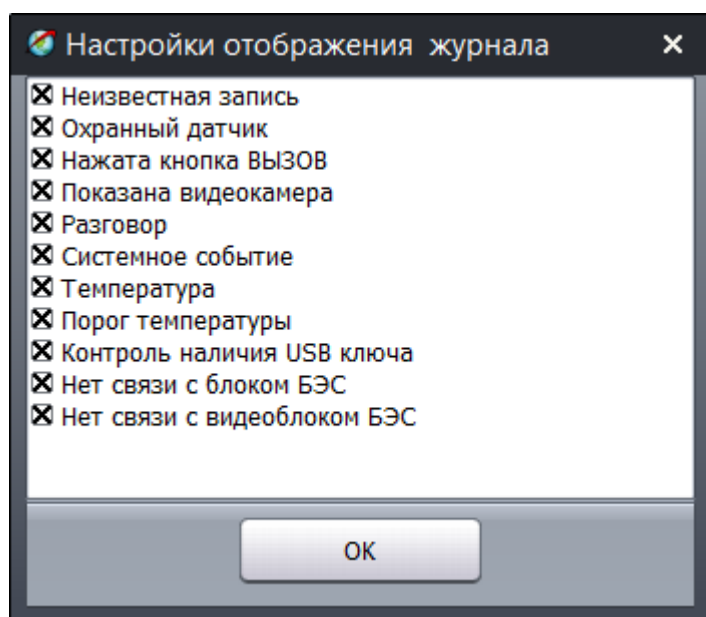 Настройки отображения журнала
Неизвестная запись
Охранный датчик
Нажата кнопка ВЫЗОВ
Показана видеокамера
Разговор
Системное событие
Температура
Порог температуры
Контроль наличия USB ключа
Нет связи с блоком БЭС
Нет связи с видеоблоком БЭС
ОК